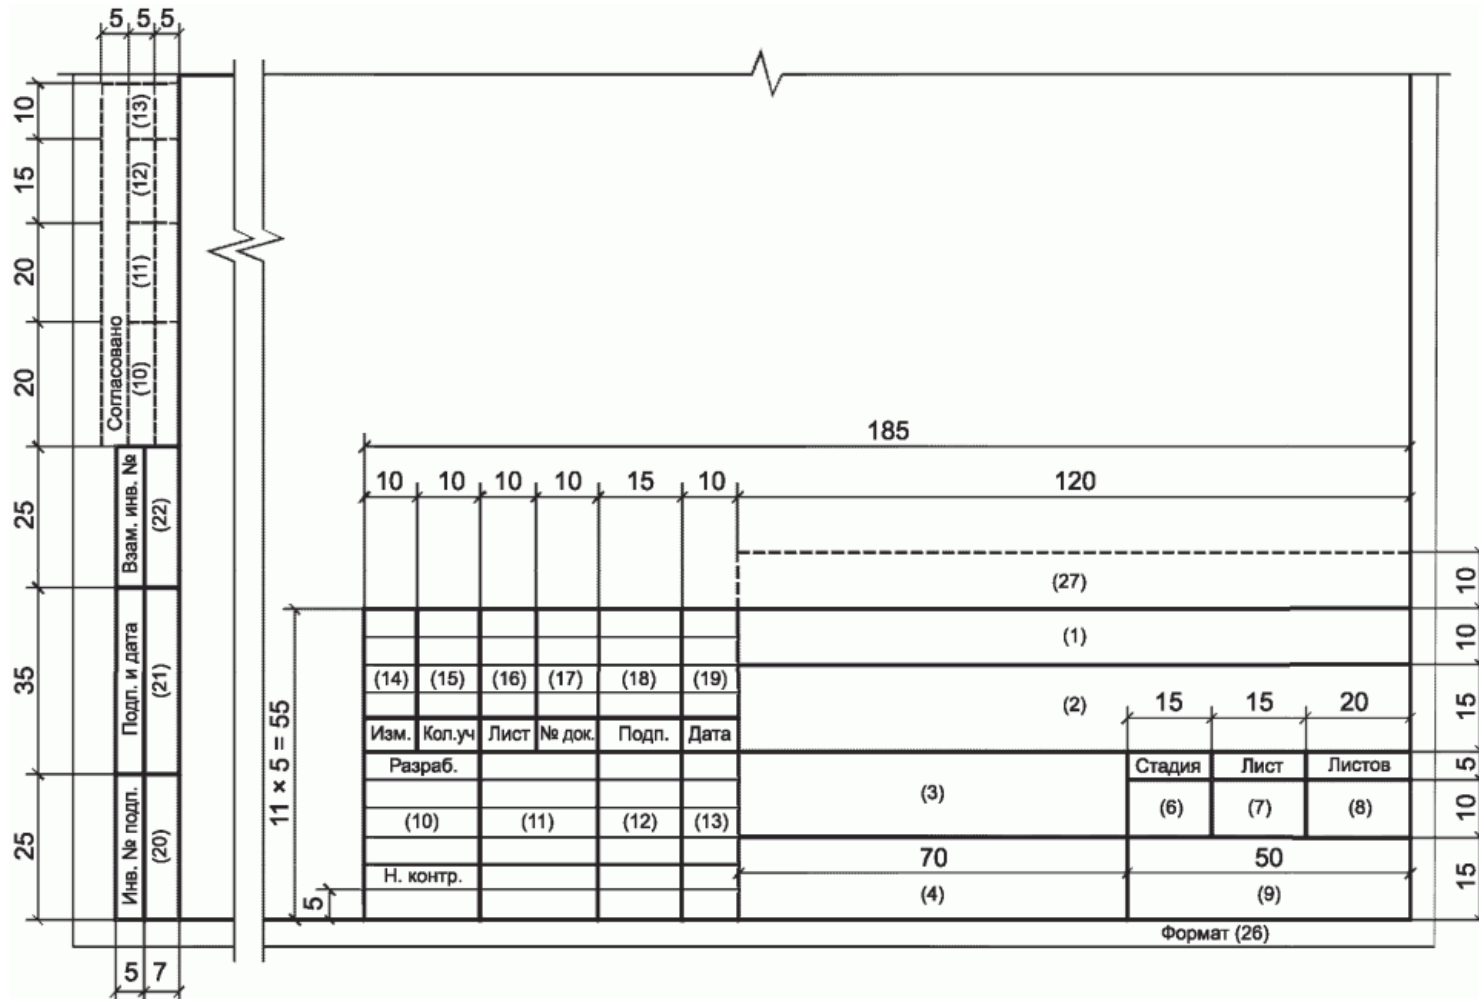 5 5 5
10
15
20
20
25
35
25
(13)
(12)
(11)
(10)
Согласовано
Взам. инв. №
(22)
Подп. и дата
(21)
Инв. № подп.
(20)
5 7
185
10 10 10 10 15 10 120
(27)
10
(1)
10
(14) (15) (16) (17) (18) (19)
(2)
15 15 20
15
11 × 5 = 55
Изм. Кол.уч Лист № док. Подп. Дата
Разраб.
Стадия Лист Листов
5
(3)
(6) (7) (8)
10
(10) (11) (12) (13)
70 50
Н. контр.
15
5
(4) (9)
Формат (26)